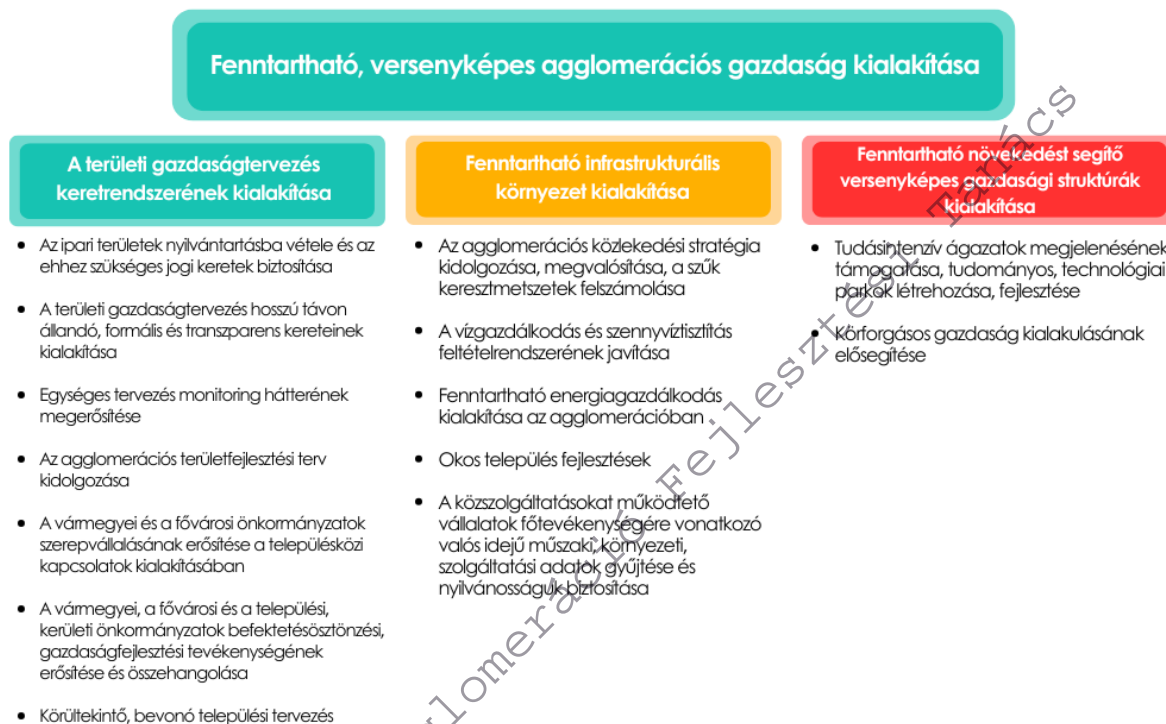 Fenntartható, versenyképes agglomerációs gazdaság kialakítása
A területi gazdaságtervezés
keretrendszerének kialakítása
• Az ipari területek nyilvántartásba vétele és az
ehhez szükséges jogi keretek biztosítása
• A területi gazdaságtervezés hosszú távon
állandó, formális és transzparens kereteinek
kialakítása
• Egységes tervezés monitoring hátterének
megerősítése
• Az agglomerációs területfejlesztési terv
kidolgozása
• A vármegyei és a fővárosi önkormányzatok
szerepvállalásának erősítése a településközi
kapcsolatok kialakításában
• A vármegyei, a fővárosi és a települési,
kerületi önkormányzatok befektetésösztönzési,
gazdaságfejlesztési tevékenységének
erősítése és összehangolása
• Körültekintő, bevonó települési tervezés
Fenntartható infrastrukturális
környezet kialakítása
• Az agglomerációs közlekedési stratégia
kidolgozása, megvalósítása, a szűk
keresztmetszetek felszámolása
• A vízgazdálkodás és szennyvíztisztítás
feltételrendszerének javítása
• Fenntartható energiagazdálkodás
kialakítása az agglomerációban
• Okos település fejlesztések
• A közszolgáltatásokat működtető
vállalatok főtevékenységére vonatkozó
valós idejű műszaki, környezeti,
szolgáltatási adatok gyűjtése és
nyilvánosságuk biztosítása
Fenntartható növekedést segítő
versenyképes gazdasági struktúrák
kialakítása
• Tudásintenzív ágazatok megjelenésének
támogatása, tudományos, technológiai
parkok létrehozása, fejlesztése
• Körforgásos gazdaság kialakulásának
elősegítése
glomeráció Fejlesztési Tanács